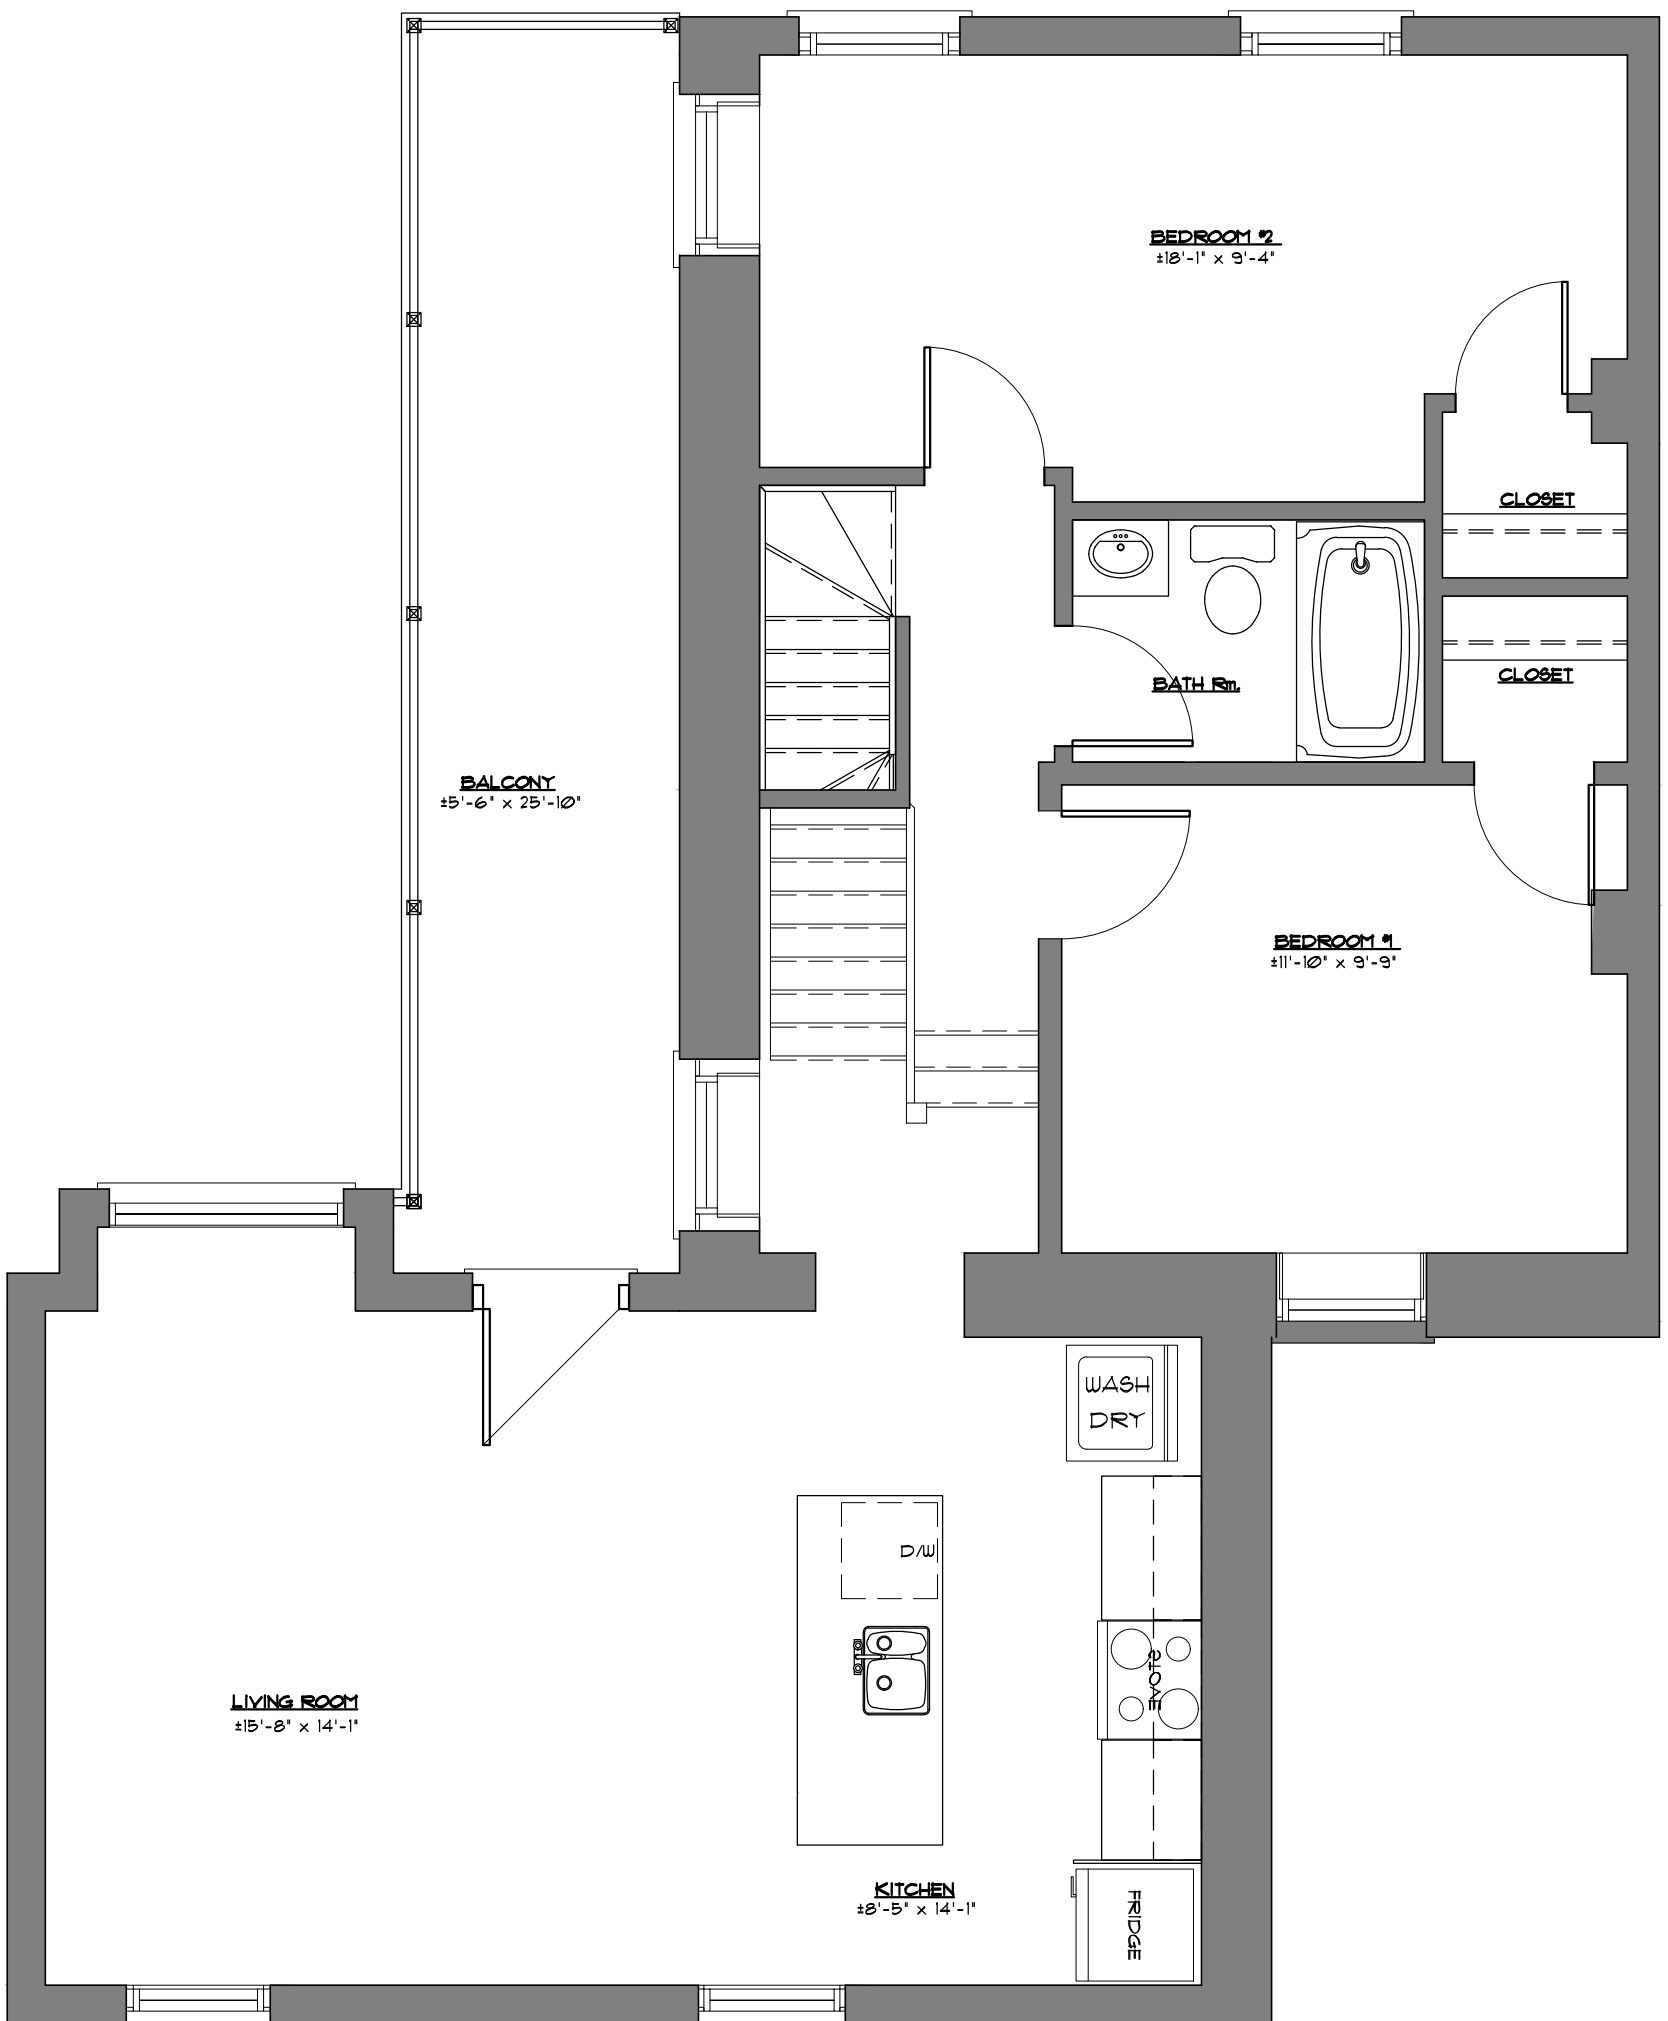 BEDROOM #2
±18'-1" x 9'-4"
CLOSET
CLOSET
BATH Rm.
BALCONY
±5'-6" x 25'-10"
BEDROOM #1
±11'-10" x 9'-9"
WASH
DRY
D/W
STOVE
LIVING ROOM
±15'-8" x 14'-1"
KITCHEN
±8'-5" x 14'-1"
FRIDGE